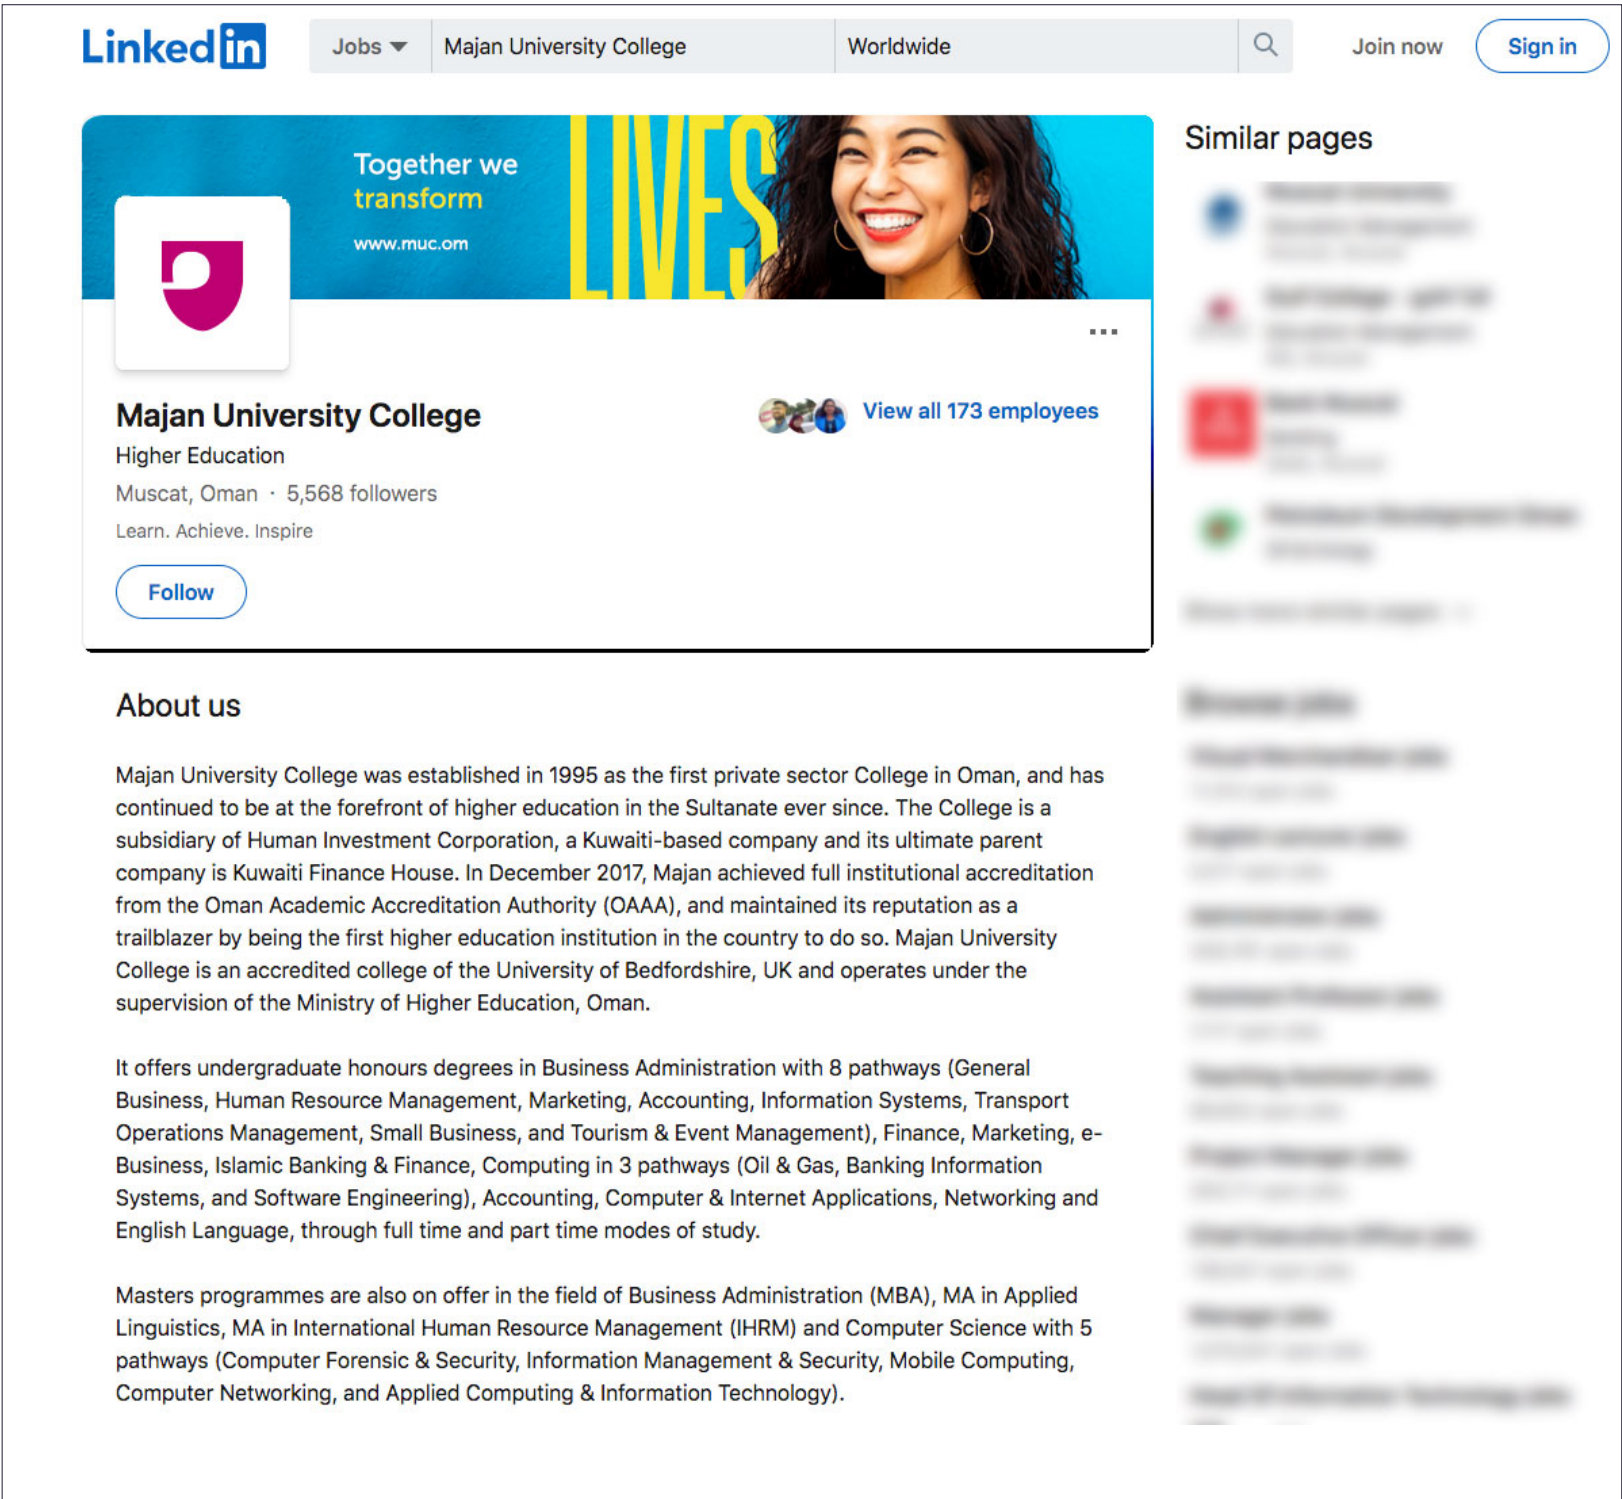 Linked in
Jobs
Majan University College
Worldwide
Join now
Sign in
Together we
transform
www.muc.om
LIVES
Majan University College
Higher Education
Muscat, Oman · 5,568 followers
Learn. Achieve. Inspire
Follow
View all 173 employees
About us
Majan University College was established in 1995 as the first private sector College in Oman, and has
continued to be at the forefront of higher education in the Sultanate ever since. The College is a
subsidiary of Human Investment Corporation, a Kuwaiti-based company and its ultimate parent
company is Kuwaiti Finance House. In December 2017, Majan achieved full institutional accreditation
from the Oman Academic Accreditation Authority (OAAA), and maintained its reputation as a
trailblazer by being the first higher education institution in the country to do so. Majan University
College is an accredited college of the University of Bedfordshire, UK and operates under the
supervision of the Ministry of Higher Education, Oman.
It offers undergraduate honours degrees in Business Administration with 8 pathways (General
Business, Human Resource Management, Marketing, Accounting, Information Systems, Transport
Operations Management, Small Business, and Tourism & Event Management), Finance, Marketing, e-
Business, Islamic Banking & Finance, Computing in 3 pathways (Oil & Gas, Banking Information
Systems, and Software Engineering), Accounting, Computer & Internet Applications, Networking and
English Language, through full time and part time modes of study.
Masters programmes are also on offer in the field of Business Administration (MBA), MA in Applied
Linguistics, MA in International Human Resource Management (IHRM) and Computer Science with 5
pathways (Computer Forensic & Security, Information Management & Security, Mobile Computing,
Computer Networking, and Applied Computing & Information Technology).
Similar pages